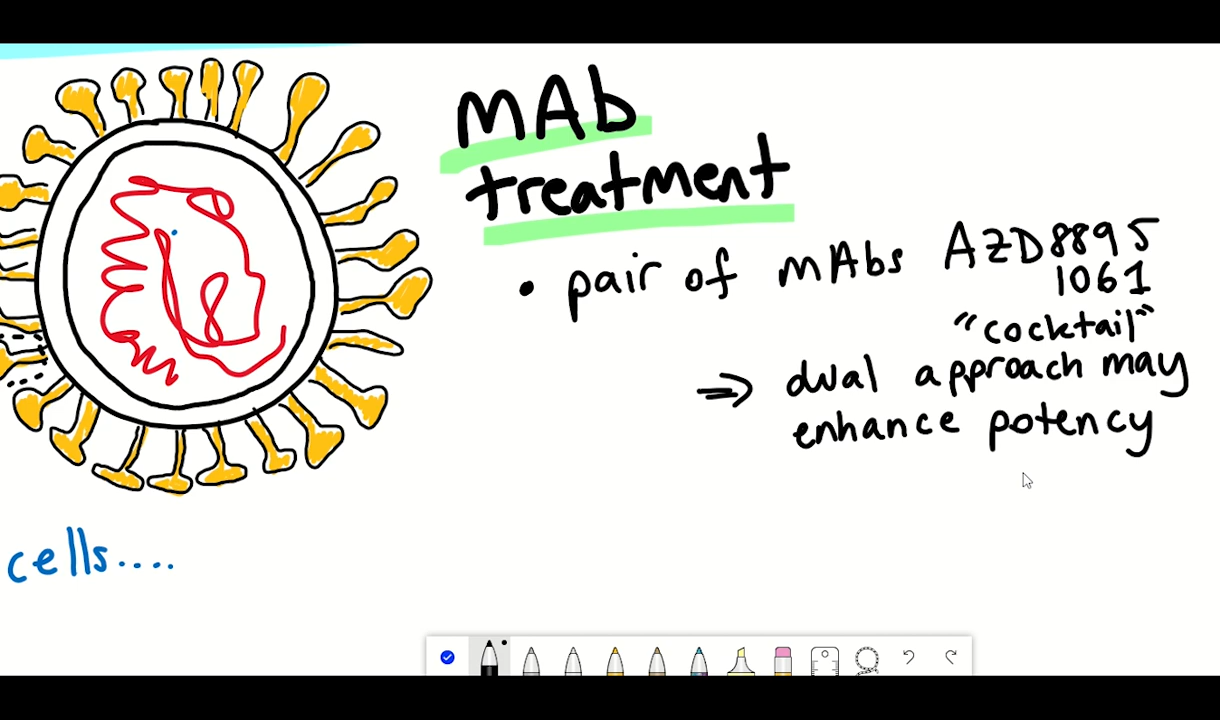 mAb
treatment
• pair of mAbs AZD8895
1061
"cocktail"
⇒ dual approach may
enhance potency
cells....